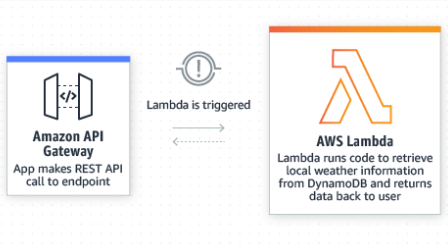 Amazon API
Gateway
App makes REST API
call to endpoint
Lambda is triggered
AWS Lambda
Lambda runs code to retrieve
local weather information
from DynamoDB and returns
data back to user